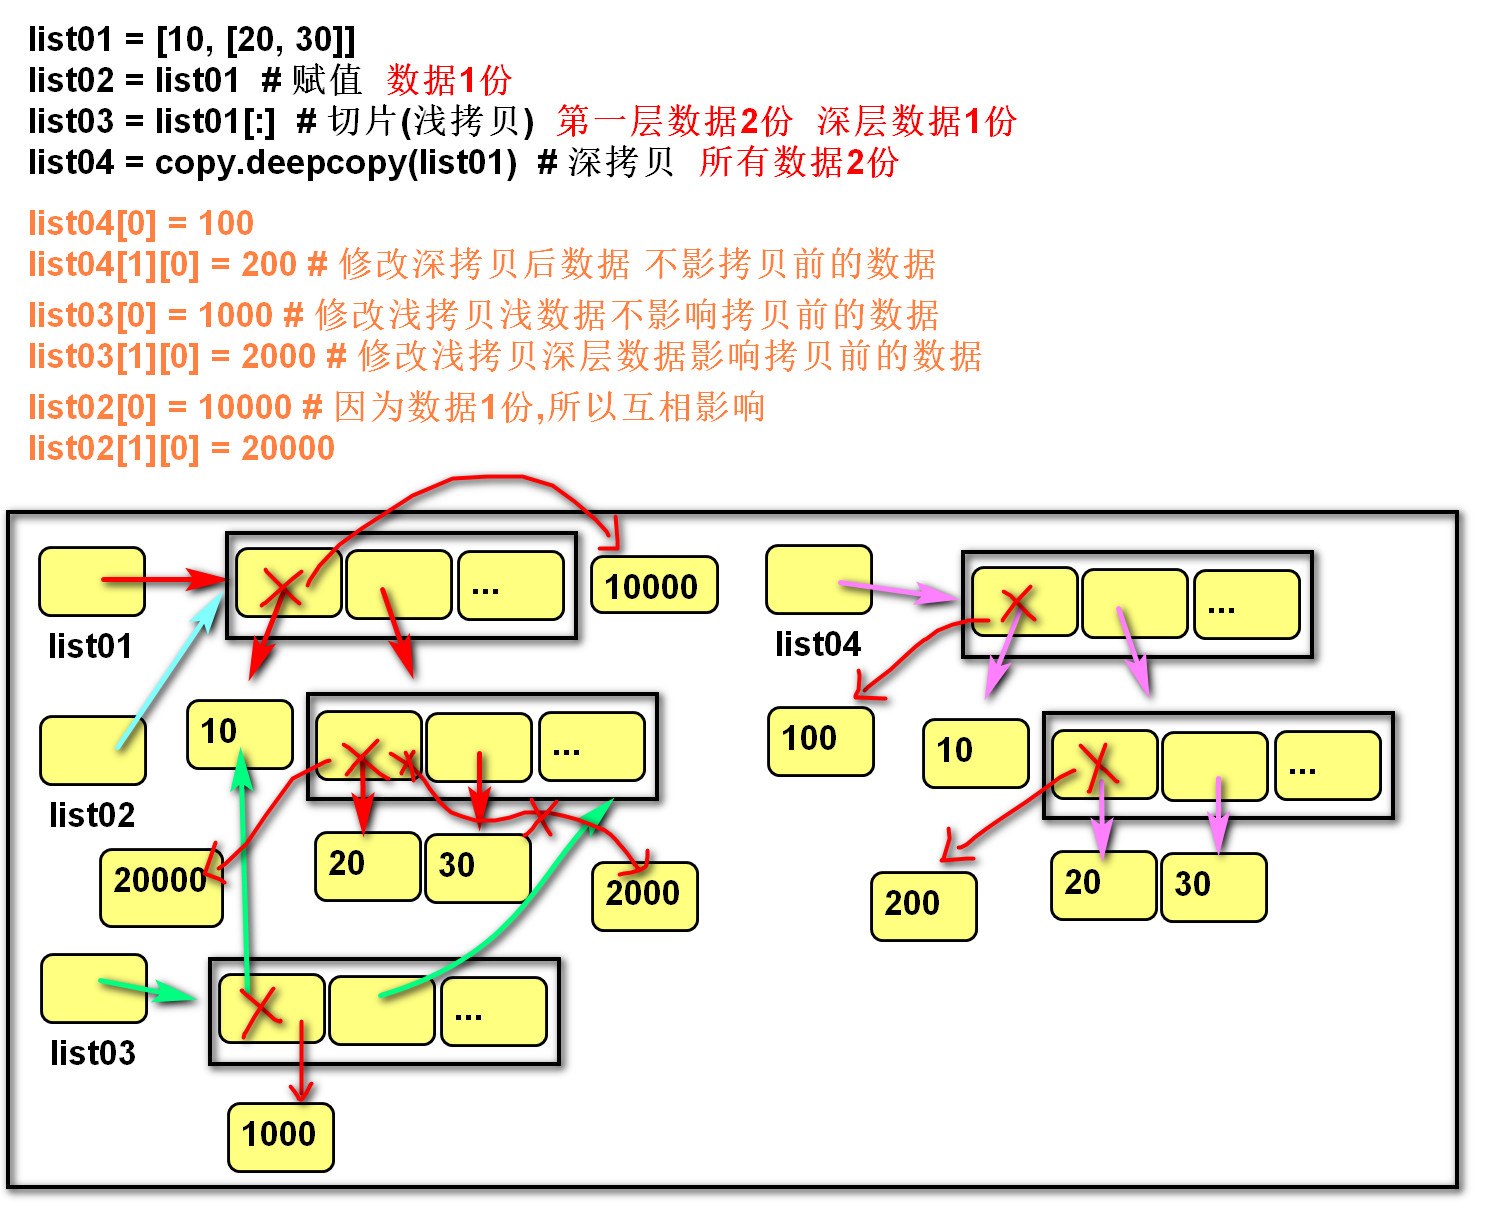 list01 = [10, [20, 30]]
list02 = list01 # 赋值 数据1份
list03 = list01[:] # 切片(浅拷贝) 第一层数据2份 深层数据1份
list04 = copy.deepcopy(list01) # 深拷贝 所有数据2份
list04[0] = 100
list04[1][0] = 200 # 修改深拷贝后数据 不影拷贝前的数据
list03[0] = 1000 # 修改浅拷贝浅数据不影响拷贝前的数据
list03[1][0] = 2000 # 修改浅拷贝深层数据影响拷贝前的数据
list02[0] = 10000 # 因为数据1份,所以互相影响
list02[1][0] = 20000
...
10000
...
list01
list04
10
100
10
...
...
list02
20
30
20000
2000
200
20
30
...
list03
1000